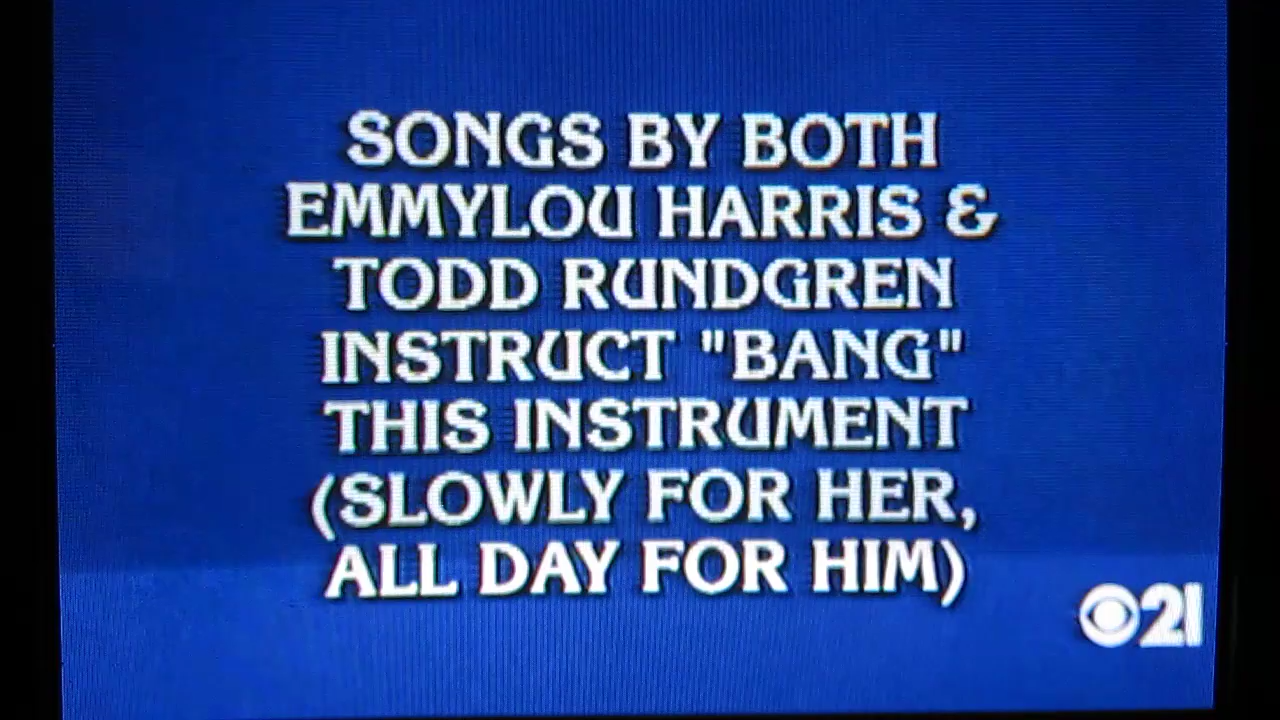 SONGS BY BOTH
EMMYLOU HARRIS &
TODD RUNDGREN
INSTRUCT "BANG"
THIS INSTRUMENT
(SLOWLY FOR HER,
ALL DAY FOR HIM)
21